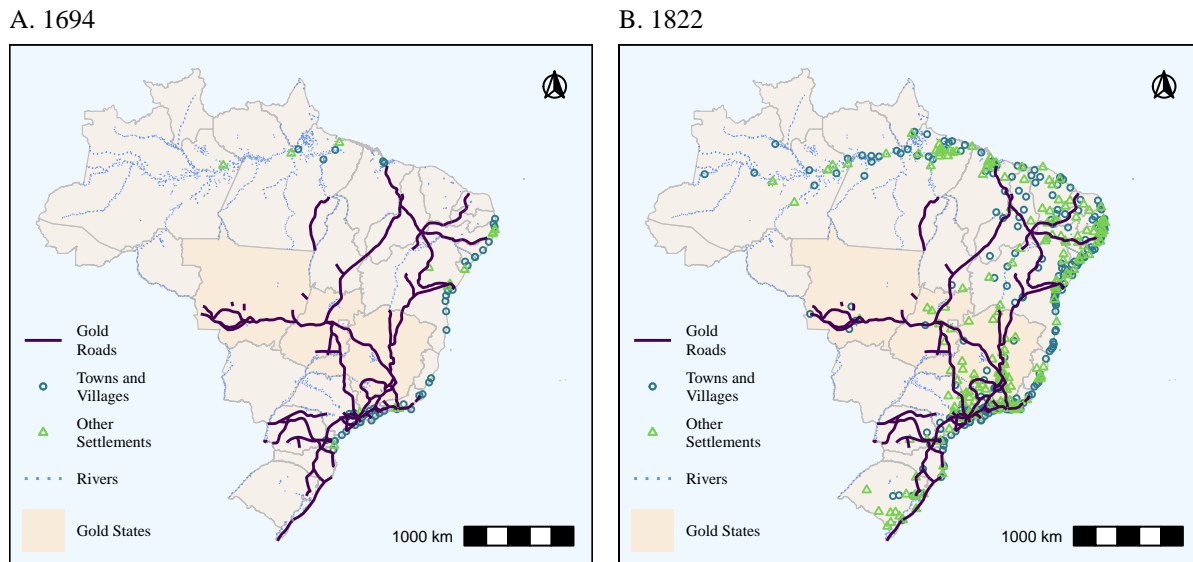 A. 1694
Gold
Roads
Towns and
Villages
Other
Settlements
Rivers
Gold States
1000 km
B. 1822
Gold
Roads
Towns and
Villages
Other
Settlements
Rivers
Gold States
1000 km